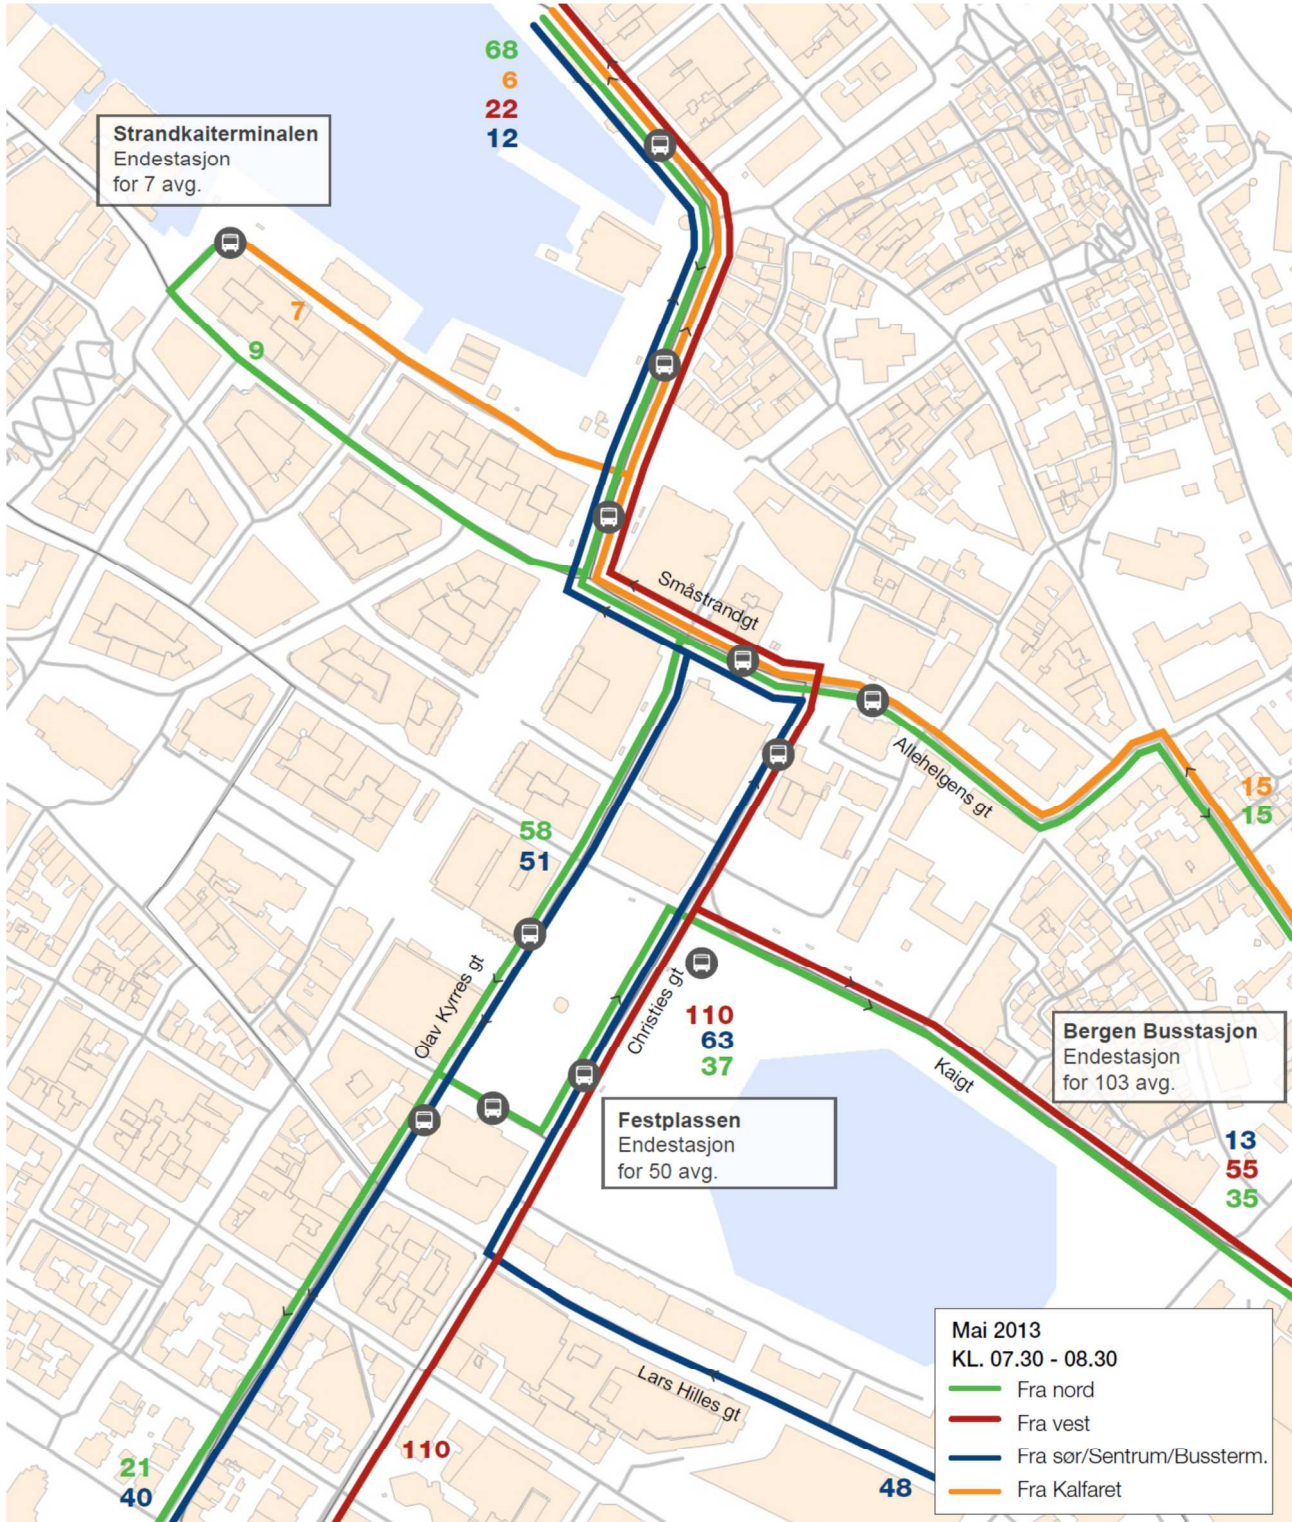 68
6
22
12
Strandkaiterminalen
Endestasjon
for 7 avg.
7
9
Småstrandgt
Allehelgens gt
15
15
58
51
Olav Kyrres gt
Christies gt
110
63
37
Kaigt
Bergen Busstasjon
Endestasjon
for 103 avg.
Festplassen
Endestasjon
for 50 avg.
13
55
35
Lars Hilles gt
110
21
40
48
Mai 2013
KL. 07.30 - 08.30
Fra nord
Fra vest
Fra sør/Sentrum/Bussterm.
Fra Kalfaret